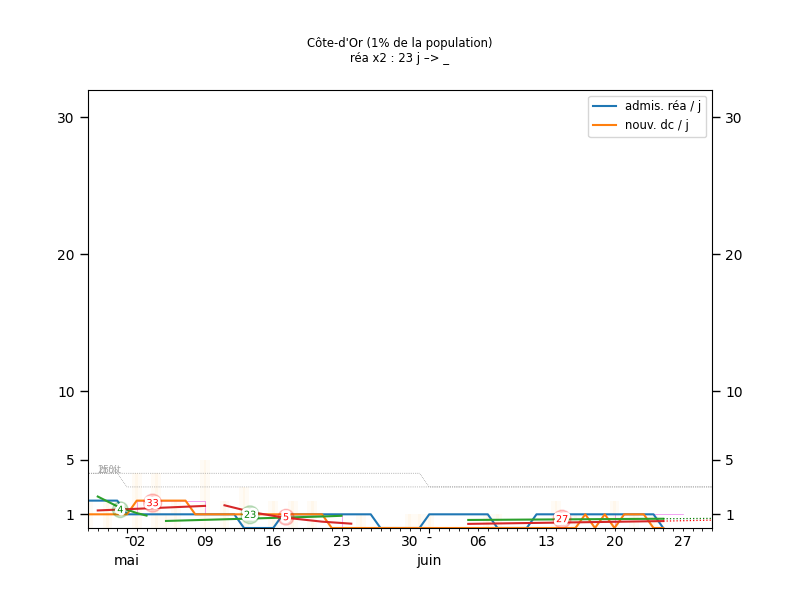 Côte-d'Or (1% de la population)
réa x2 : 23 j –> _
admis. réa / j
nouv. dc / j
30 30
20 20
10 10
5 5
1 1
4 33 23 5 27
02 09 16 23 30 06 13 20 27
mai juin